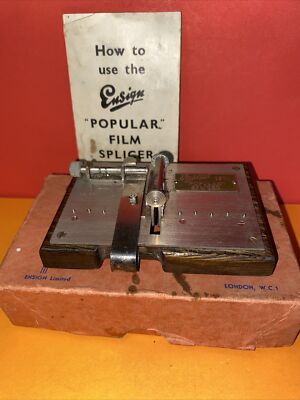 How to
use the
Ensign
"POPULAR"
FILM
SPLICER
ENSIGN Limited
LONDON, W.C.1